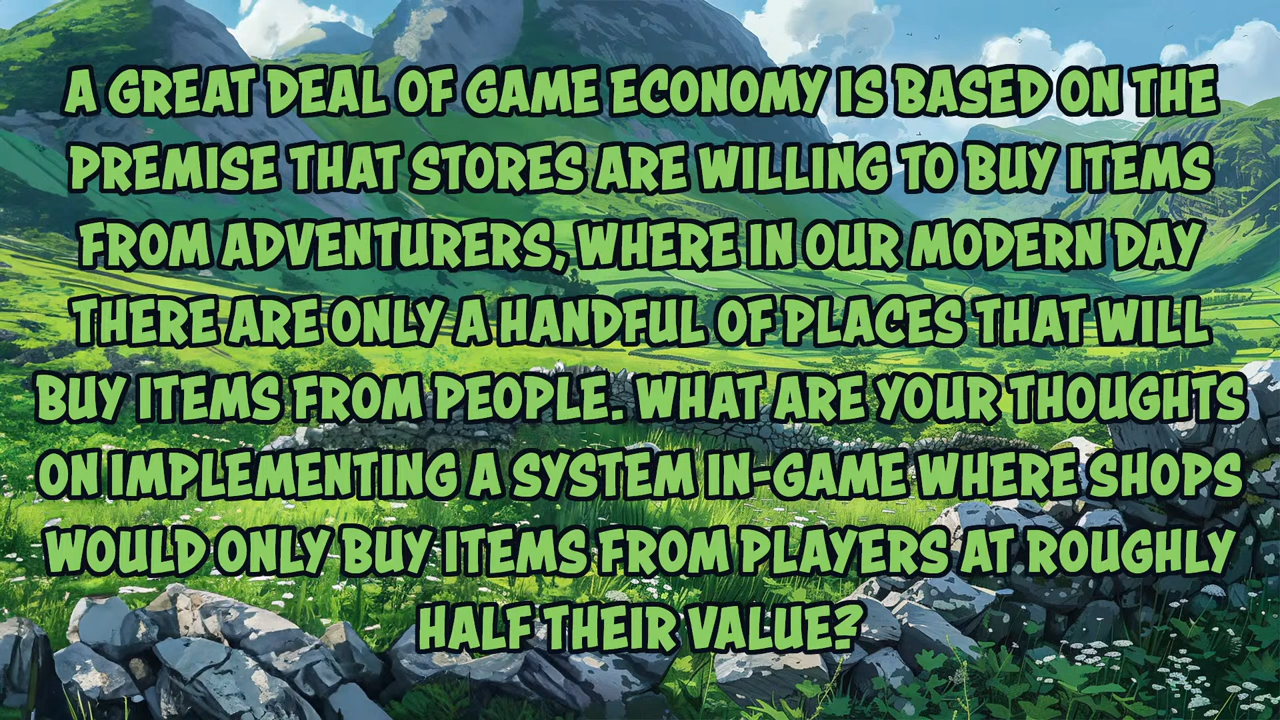 A GREAT DEAL OF GAME ECONOMY IS BASED ON THE
PREMISE THAT STORES ARE WILLING TO BUY ITEMS
FROM ADVENTURERS, WHERE IN OUR MODERN DAY
THERE ARE ONLY A HANDFUL OF PLACES THAT WILL
BUY ITEMS FROM PEOPLE. WHAT ARE YOUR THOUGHTS
ON IMPLEMENTING A SYSTEM IN-GAME WHERE SHOPS
WOULD ONLY BUY ITEMS FROM PLAYERS AT ROUGHLY
HALF THEIR VALUE?